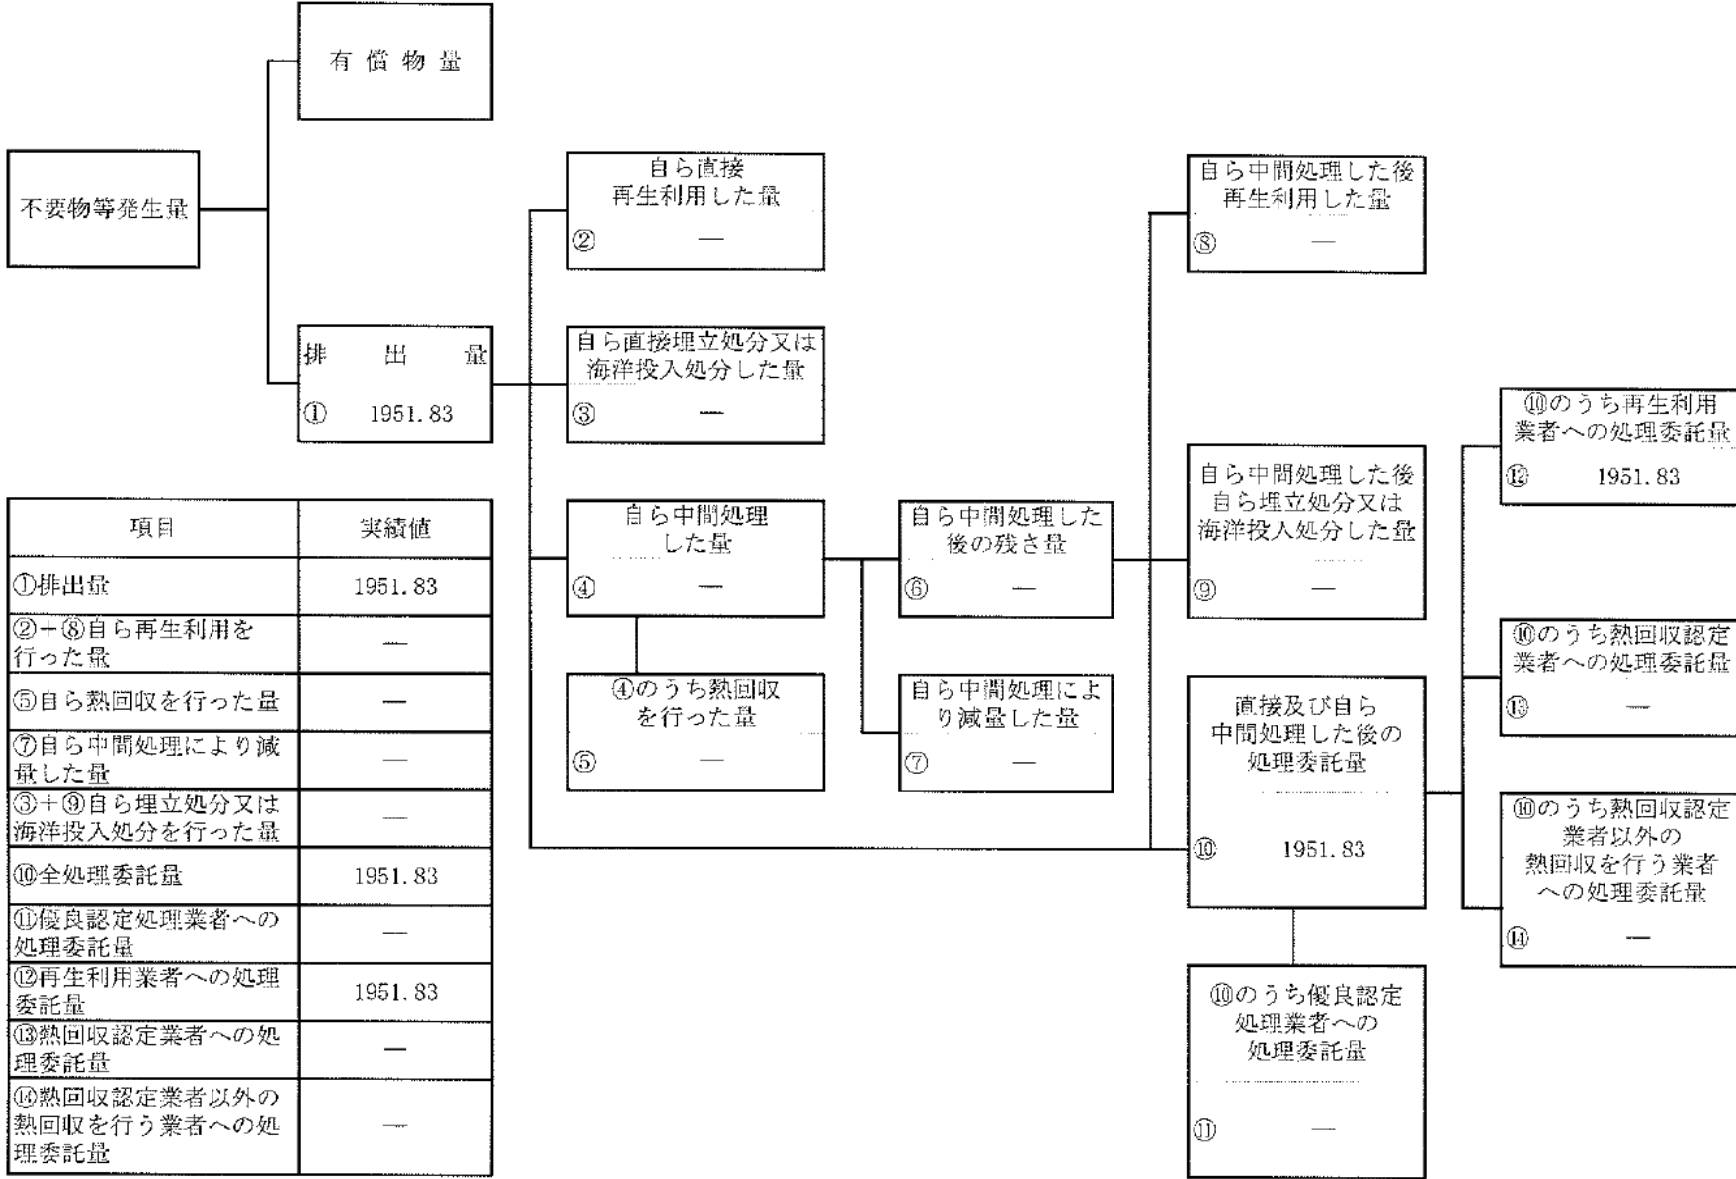 有 償 物 量
不要物等発生量
排 出 量
① 1951.83
自ら直接
再生利用した量
② —
自ら直接埋立処分又は
海洋投入処分した量
③ —
自ら中間処理
した量
④ —
④のうち熱回収
を行った量
⑤ —
自ら中間処理した
後の残さ量
⑥ —
自ら中間処理によ
り減量した量
⑦ —
自ら中間処理した後
再生利用した量
⑧ —
自ら中間処理した後
自ら埋立処分又は
海洋投入処分した量
⑨ —
直接及び自ら
中間処理した後の
処理委託量
⑩ 1951.83
⑩のうち優良認定
処理業者への
処理委託量
⑪ —
⑩のうち再生利用
業者への処理委託量
⑫ 1951.83
⑩のうち熱回収認定
業者への処理委託量
⑬ —
⑩のうち熱回収認定
業者以外の
熱回収を行う業者
への処理委託量
⑭ —
項目 実績値
①排出量 1951.83
②+⑧自ら再生利用を
行った量 —
⑤自ら熱回収を行った量 —
⑦自ら中間処理により減
量した量 —
③+⑨自ら埋立処分又は
海洋投入処分を行った量 —
⑩全処理委託量 1951.83
⑪優良認定処理業者への
処理委託量 —
⑫再生利用業者への処理
委託量 1951.83
⑬熱回収認定業者への処
理委託量 —
⑭熱回収認定業者以外の
熱回収を行う業者への処
理委託量 —